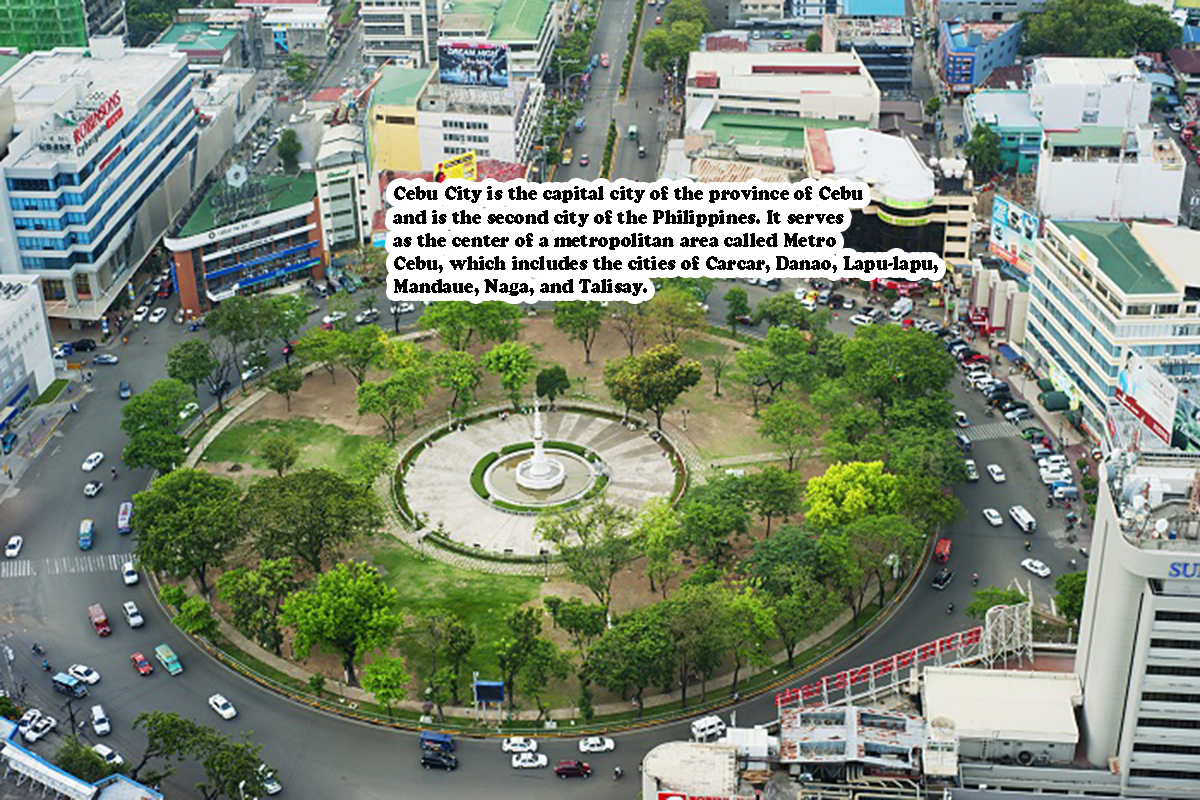 DREAM HIGH
ROBINSONS
Cebu City is the capital city of the province of Cebu
and is the second city of the Philippines. It serves
as the center of a metropolitan area called Metro
Cebu, which includes the cities of Carcar, Danao, Lapu-lapu,
Mandaue, Naga, and Talisay.
SU